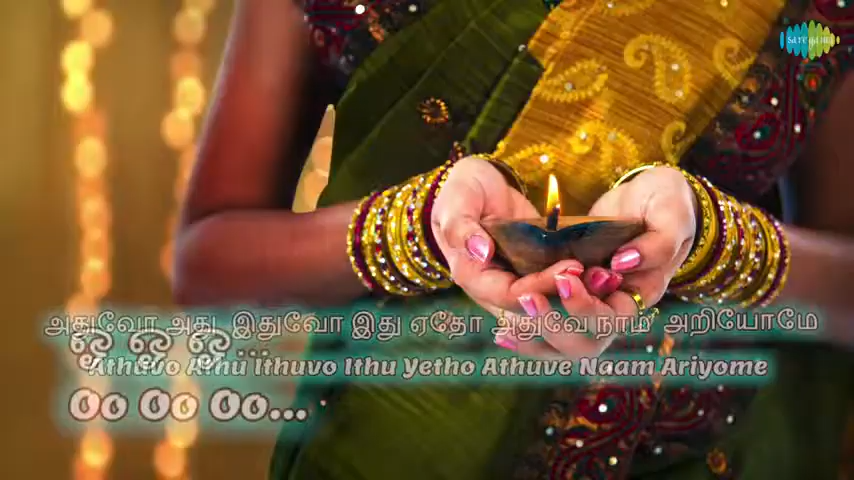 அதுவோ அது இதுவோ இது ஏதோ அதுவே நாம் அறியோமே
ஓ ஓ ஓ...
Athuvo Athu Ithuvo Ithu Yetho Athuve Naam Ariyome
Oo Oo Oo...